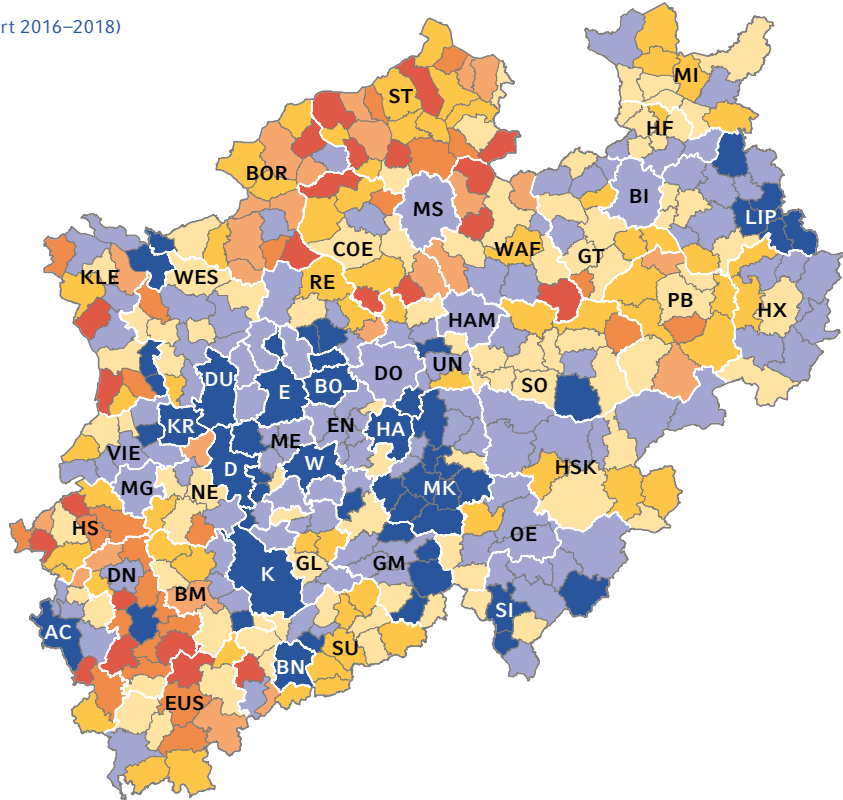 rt 2016–2018)
MI
ST
HF
BOR
BI
MS
LIP
COE
WAF
GT
KLE
WES
RE
PB
HX
HAM
DU
E
BO
DO
UN
SO
KR
EN
HA
ME
VIE
D
W
HSK
MG
NE
MK
HS
OE
K
GL
GM
DN
BM
SI
AC
SU
BN
EUS